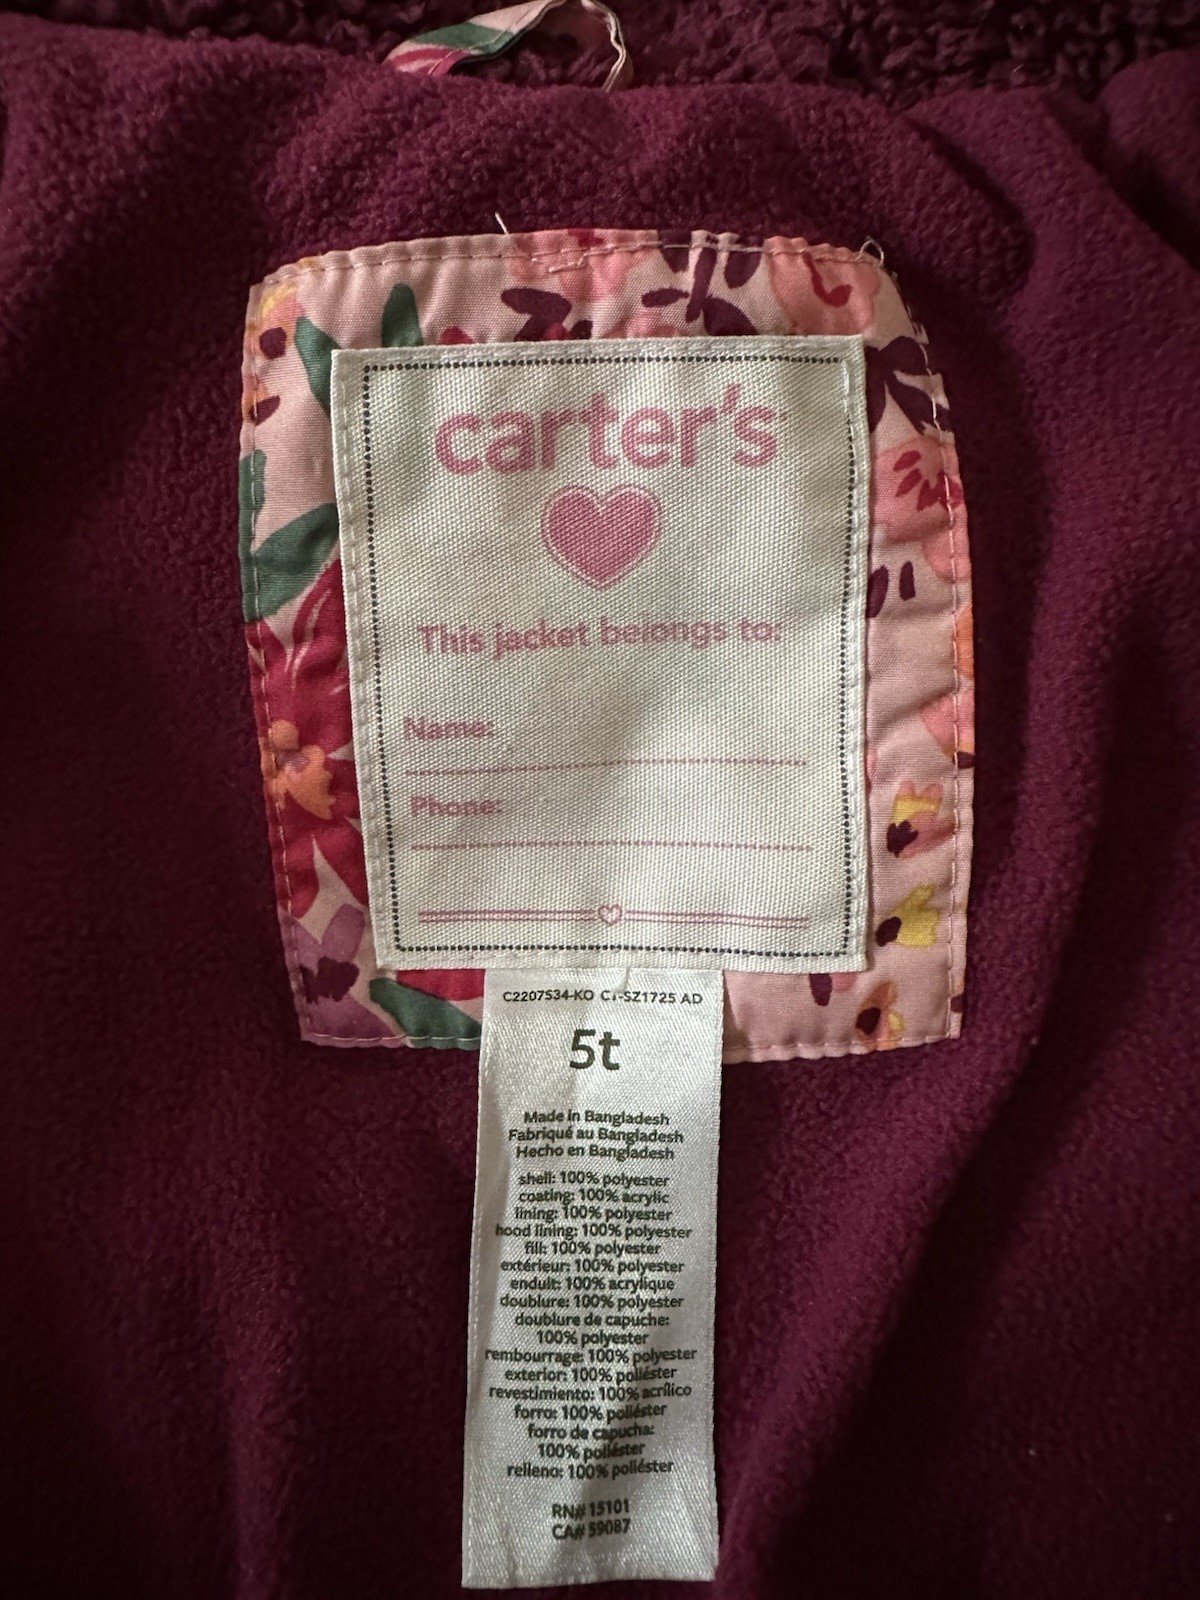 carter's
This jacket belongs to:
Name:
Phone:
C2207S34-KO C1-SZ1725 AD
5t
Made in Bangladesh
Fabriqué au Bangladesh
Hecho en Bangladesh
shell: 100% polyester
coating: 100% acrylic
lining: 100% polyester
hood lining: 100% polyester
fill: 100% polyester
extérieur: 100% polyester
enduit: 100% acrylique
doublure: 100% polyester
doublure de capuche:
100% polyester
rembourrage: 100% polyester
exterior: 100% poliéster
revestimiento: 100% acrílico
forro: 100% poliéster
forro de capucha:
100% poliéster
relleno: 100% poliéster
RN# 15101
CA# 59087